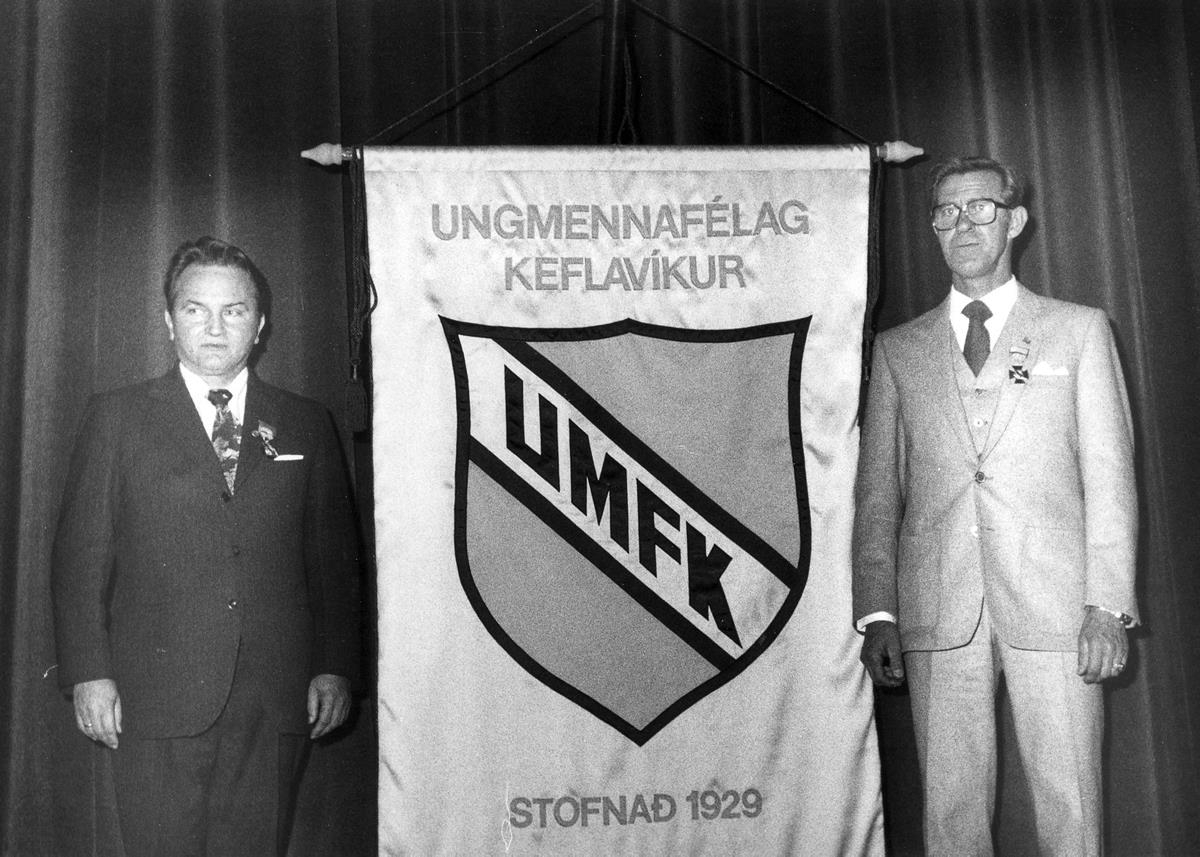 UNGMENNAFÉLAG
KEFLAVÍKUR
UMFK
STOFNAÐ 1929